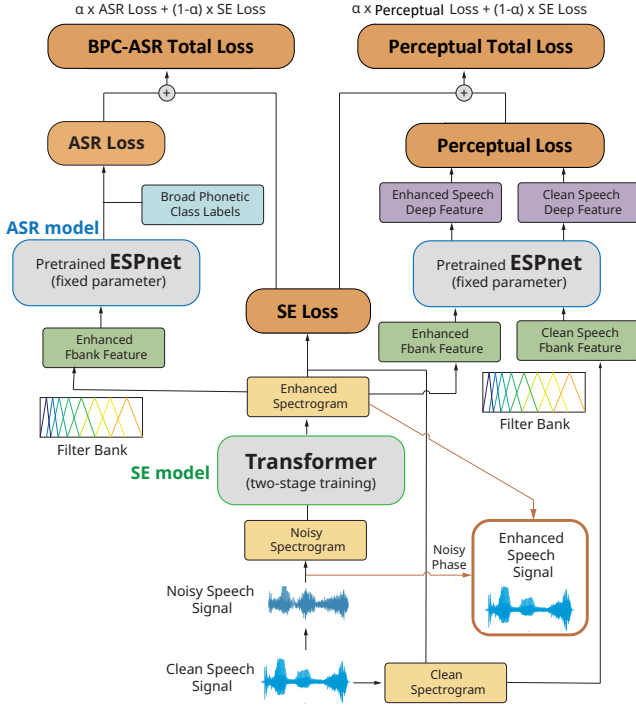 α x ASR Loss + (1-α) x SE Loss
α x Perceptual Loss + (1-α) x SE Loss
BPC-ASR Total Loss
Perceptual Total Loss
+
+
ASR Loss
Perceptual Loss
Broad Phonetic
Class Labels
Enhanced Speech
Deep Feature
Clean Speech
Deep Feature
ASR model
Pretrained ESPnet
(fixed parameter)
Pretrained ESPnet
(fixed parameter)
SE Loss
Enhanced
Fbank Feature
Enhanced
Fbank Feature
Clean Speech
Fbank Feature
Enhanced
Spectrogram
Filter Bank
Filter Bank
SE model
Transformer
(two-stage training)
Noisy
Spectrogram
Noisy
Phase
Enhanced
Speech
Signal
Noisy Speech
Signal
Clean Speech
Signal
Clean
Spectrogram